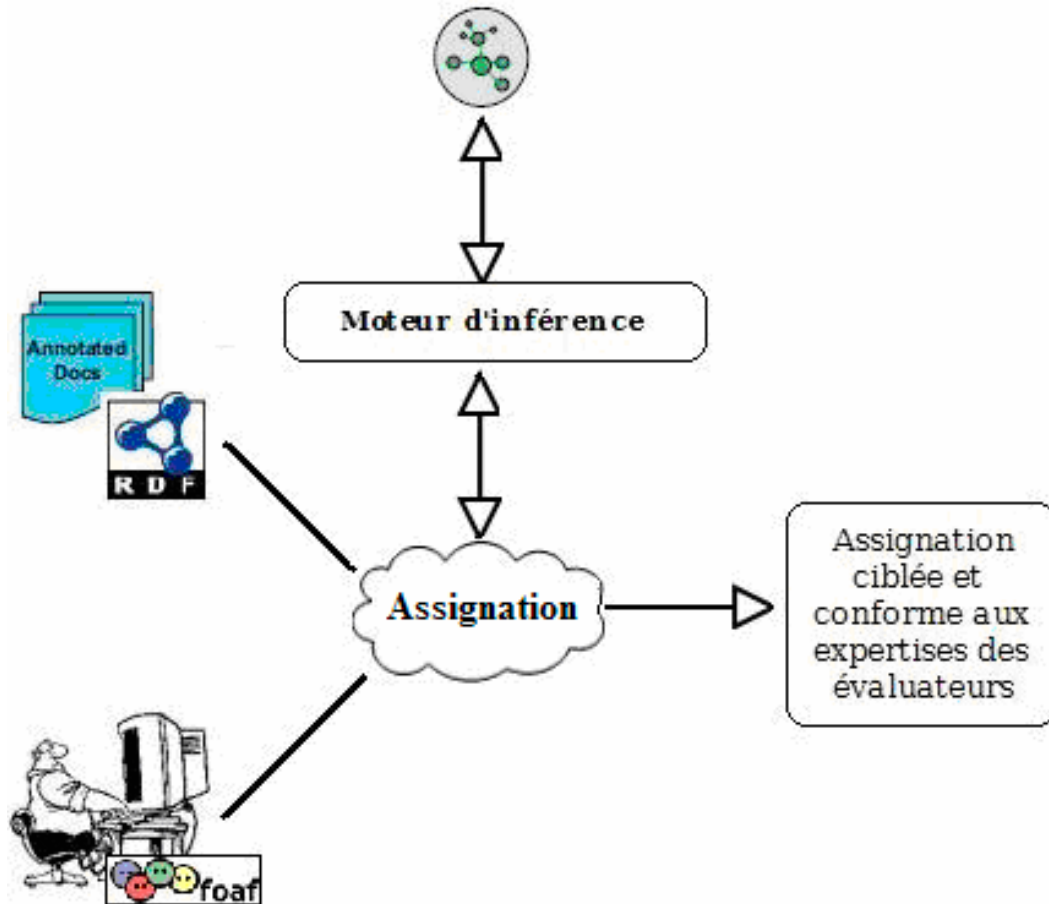 Moteur d'inférence
Annotated
Docs
R D F
Assignation
Assignation
ciblée et
conforme aux
expertises des
évaluateurs
foaf